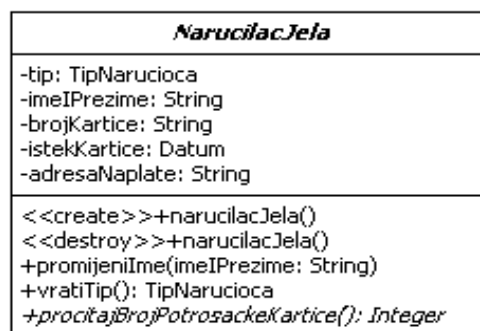 NarucilacJela
-tip: TipNarucioca
-imeIPrezime: String
-brojKartice: String
-istekKartice: Datum
-adresaNaplate: String
<<create>>+narucilacJela()
<<destroy>>+narucilacJela()
+promijeniIme(imeIPrezime: String)
+vratiTip(): TipNarucioca
+procitajBrojPotrosackeKartice(): Integer